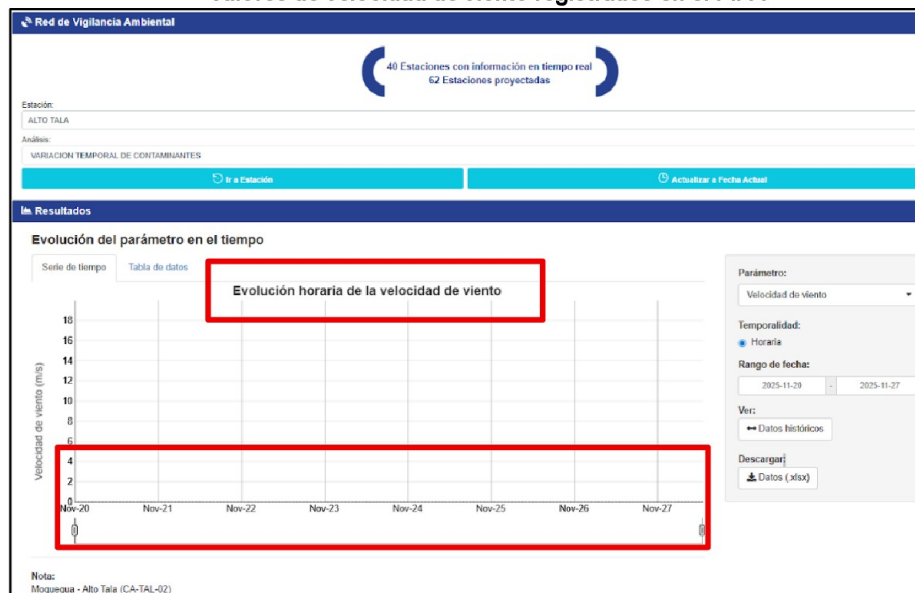 Red de Vigilancia Ambiental
40 Estaciones con información en tiempo real
62 Estaciones proyectadas
Estación:
ALTO TALA
Análisis:
VARIACION TEMPORAL DE CONTAMINANTES
Ir a Estación
Actualizar a Fecha Actual
Resultados
Evolución del parámetro en el tiempo
Serie de tiempo
Tabla de datos
Evolución horaria de la velocidad de viento
Velocidad de viento (m/s)
18
16
14
12
10
8
6
4
2
0
Nov-20 Nov-21 Nov-22 Nov-23 Nov-24 Nov-25 Nov-26 Nov-27
Parámetro:
Velocidad de viento
Temporalidad:
Horaria
Rango de fecha:
2025-11-20 - 2025-11-27
Ver:
Datos históricos
Descargar:
Datos (.xlsx)
Nota:
Moquegua - Alto Tala (CA-TAL-02)